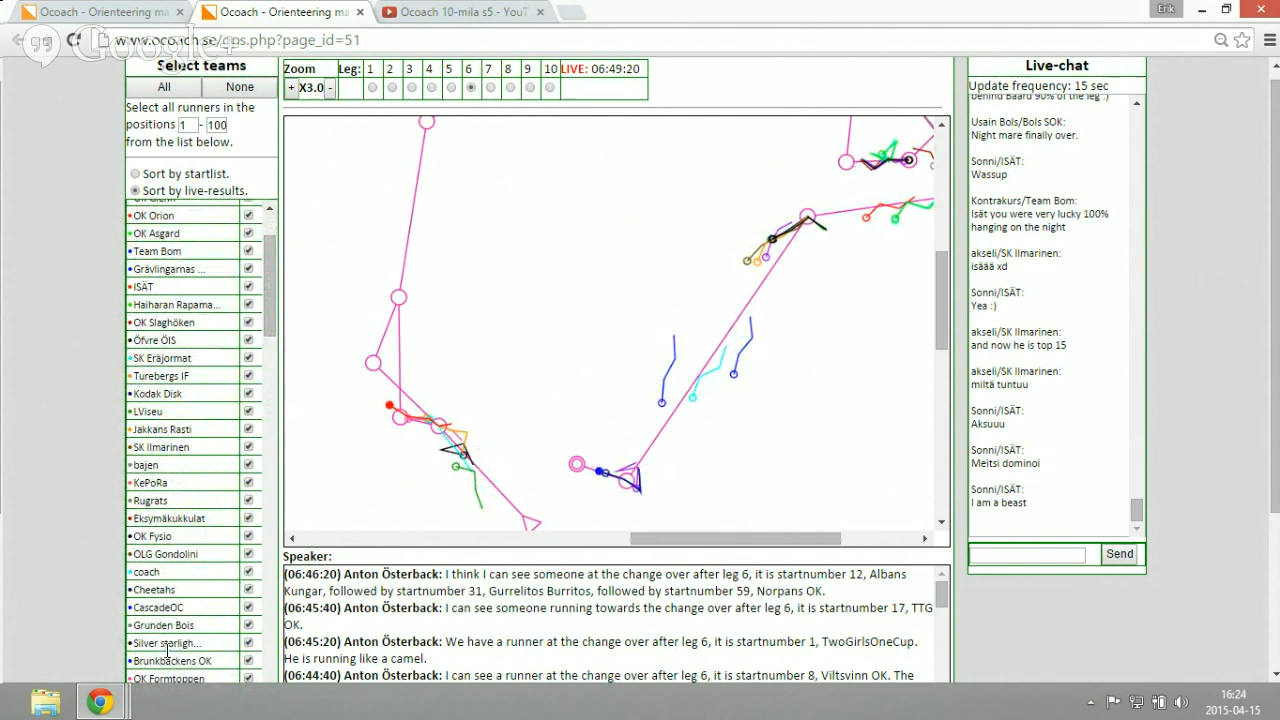 Ocoach - Orienteering ma
Ocoach - Orienteering ma
Ocoach 10-mila s5 - YouT
Erik
www.ocoach.se/gps.php?page_id=51
Google+
Select teams
All
None
Select all runners in the
positions 1 - 100
from the list below.
Sort by startlist.
Sort by live-results.
OK Orion
OK Asgard
Team Bom
Grävlingarnas ...
ISÄT
Haiharan Rapama...
OK Slaghöken
Öfvre ÖIS
SK Eräjormat
Turebergs IF
Kodak Disk
LViseu
Jakkans Rasti
SK Ilmarinen
bajen
KePoRa
Rugrats
Eksymäkukkulat
OK Fysio
OLG Gondolini
coach
Cheetahs
CascadeOC
Grunden Bois
Silver starligh...
Brunkbackens OK
OK Formtoppen
Zoom
Leg: 1 2 3 4 5 6 7 8 9 10 LIVE: 06:49:20
+ X3.0 -
Speaker:
(06:46:20) Anton Österback: I think I can see someone at the change over after leg 6, it is startnumber 12, Albans
Kungar, followed by startnumber 31, Gurrelitos Burritos, followed by startnumber 59, Norpans OK.
(06:45:40) Anton Österback: I can see someone running towards the change over after leg 6, it is startnumber 17, TTG
OK.
(06:45:20) Anton Österback: We have a runner at the change over after leg 6, it is startnumber 1, TwoGirlOneCup.
He is running like a camel.
(06:44:40) Anton Österback: I can see a runner at the change over after leg 6, it is startnumber 8, Viltsvinn OK. The
Live-chat
Update frequency: 15 sec
behind Baard 90% of the leg :)
Usain Bols/Bols SOK:
Night mare finally over.
Sonni/ISÄT:
Wassup
Kontrakurs/Team Bom:
Isät you were very lucky 100%
hanging on the night
akseli/SK Ilmarinen:
isäää xd
Sonni/ISÄT:
Yea :)
akseli/SK Ilmarinen:
and now he is top 15
akseli/SK Ilmarinen:
miltä tuntuu
Sonni/ISÄT:
Aksuuu
Sonni/ISÄT:
Meitsi dominoi
Sonni/ISÄT:
I am a beast
Send
16:24
2015-04-15